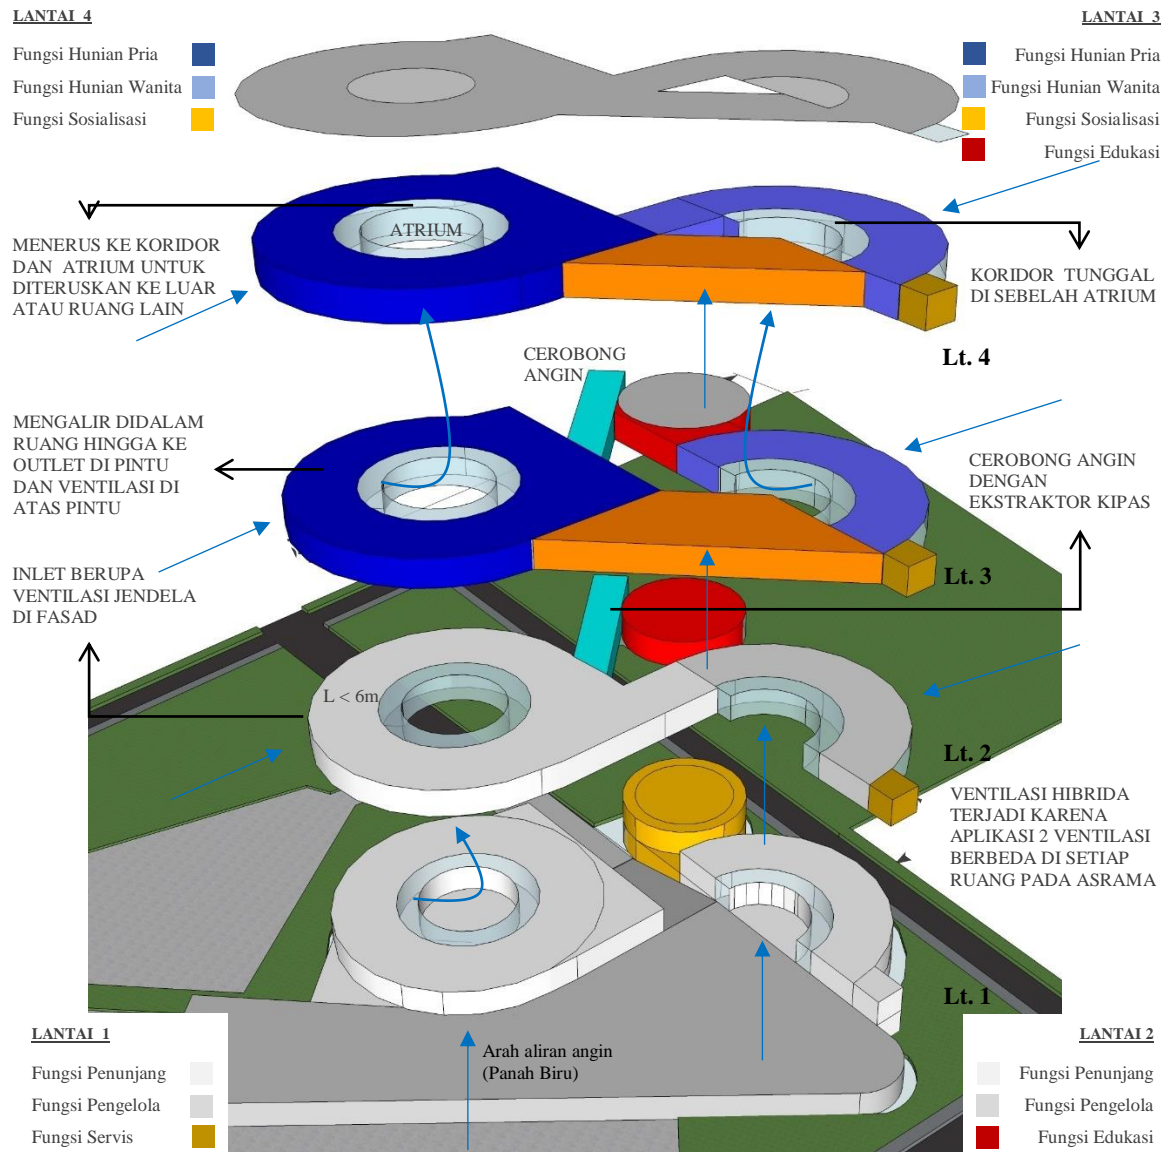 LANTAI 4
Fungsi Hunian Pria
Fungsi Hunian Wanita
Fungsi Sosialisasi
LANTAI 3
Fungsi Hunian Pria
Fungsi Hunian Wanita
Fungsi Sosialisasi
Fungsi Edukasi
ATRIUM
MENERUS KE KORIDOR
DAN ATRIUM UNTUK
DITERUSKAN KE LUAR
ATAU RUANG LAIN
KORIDOR TUNGGAL
DI SEBELAH ATRIUM
Lt. 4
CEROBONG
ANGIN
MENGALIR DIDALAM
RUANG HINGGA KE
OUTLET DI PINTU
DAN VENTILASI DI
ATAS PINTU
CEROBONG ANGIN
DENGAN
EKSTRAKTOR KIPAS
INLET BERUPA
VENTILASI JENDELA
DI FASAD
Lt. 3
L < 6m
Lt. 2
VENTILASI HIBRIDA
TERJADI KARENA
APLIKASI 2 VENTILASI
BERBEDA DI SETIAP
RUANG PADA ASRAMA
Lt. 1
Arah aliran angin
(Panah Biru)
LANTAI 1
Fungsi Penunjang
Fungsi Pengelola
Fungsi Servis
LANTAI 2
Fungsi Penunjang
Fungsi Pengelola
Fungsi Edukasi